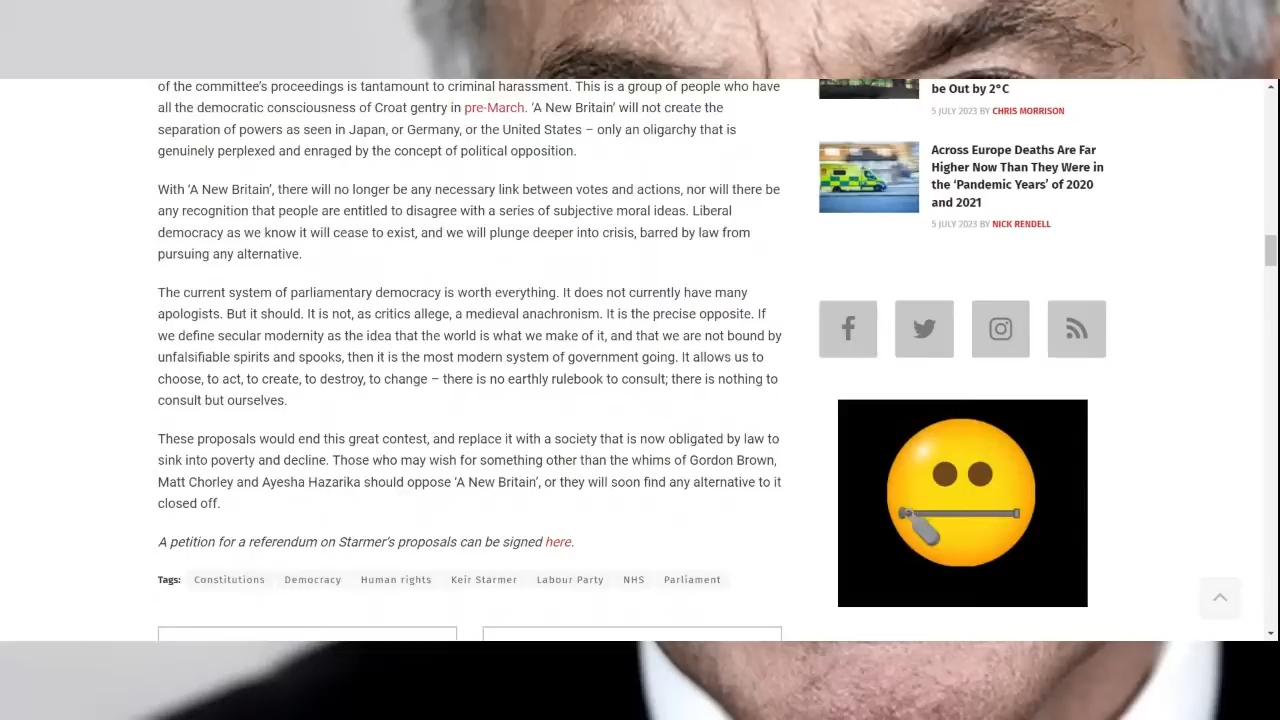 of the committee's proceedings is tantamount to criminal harassment. This is a group of people who have
all the democratic consciousness of Croat gentry in pre-March. 'A New Britain' will not create the
separation of powers as seen in Japan, or Germany, or the United States – only an oligarchy that is
genuinely perplexed and enraged by the concept of political opposition.
With 'A New Britain', there will no longer be any necessary link between votes and actions, nor will there be
any recognition that people are entitled to disagree with a series of subjective moral ideas. Liberal
democracy as we know it will cease to exist, and we will plunge deeper into crisis, barred by law from
pursuing any alternative.
The current system of parliamentary democracy is worth everything. It does not currently have many
apologists. But it should. It is not, as critics allege, a medieval anachronism. It is the precise opposite. If
we define secular modernity as the idea that the world is what we make of it, and that we are not bound by
unfalsifiable spirits and spooks, then it is the most modern system of government going. It allows us to
choose, to act, to create, to destroy, to change – there is no earthly rulebook to consult; there is nothing to
consult but ourselves.
These proposals would end this great contest, and replace it with a society that is now obligated by law to
sink into poverty and decline. Those who may wish for something other than the whims of Gordon Brown,
Matt Chorley and Ayesha Hazarika should oppose 'A New Britain', or they will soon find any alternative to it
closed off.
A petition for a referendum on Starmer's proposals can be signed here.
Tags: Constitutions Democracy Human rights Keir Starmer Labour Party NHS Parliament
be Out by 2°C
5 JULY 2023 BY CHRIS MORRISON
Across Europe Deaths Are Far
Higher Now Than They Were in
the 'Pandemic Years' of 2020
and 2021
5 JULY 2023 BY NICK RENDELL